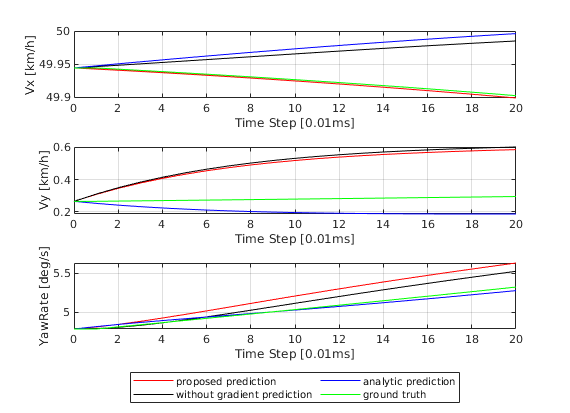 50
49.95
49.9
Vx [km/h]
0 2 4 6 8 10 12 14 16 18 20
Time Step [0.01ms]
0.6
0.4
0.2
Vy [km/h]
0 2 4 6 8 10 12 14 16 18 20
Time Step [0.01ms]
5.5
5
YawRate [deg/s]
0 2 4 6 8 10 12 14 16 18 20
Time Step [0.01ms]
proposed prediction analytic prediction
without gradient prediction ground truth